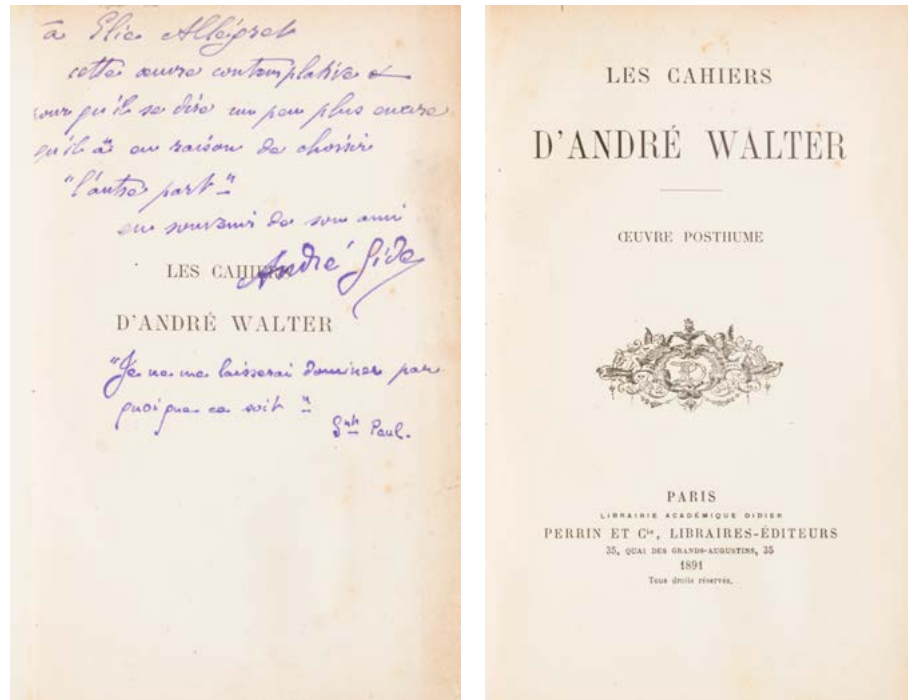 à Elie Allégret
cette œuvre contemplative &
pour qu'il se dise un peu plus encore
qu'il a eu raison de choisir
"l'autre part"
en souvenir de son ami
André Gide
LES CAHIERS
D'ANDRÉ WALTER
"Je ne me laisserai dominer par
quoi que ce soit"
Snt Paul.
LES CAHIERS
D'ANDRÉ WALTER
ŒUVRE POSTHUME
PARIS
LIBRAIRIE ACADÉMIQUE DIDIER
PERRIN ET Cie, LIBRAIRES-ÉDITEURS
35, QUAI DES GRANDS-AUGUSTINS, 35
1891
Tous droits réservés.